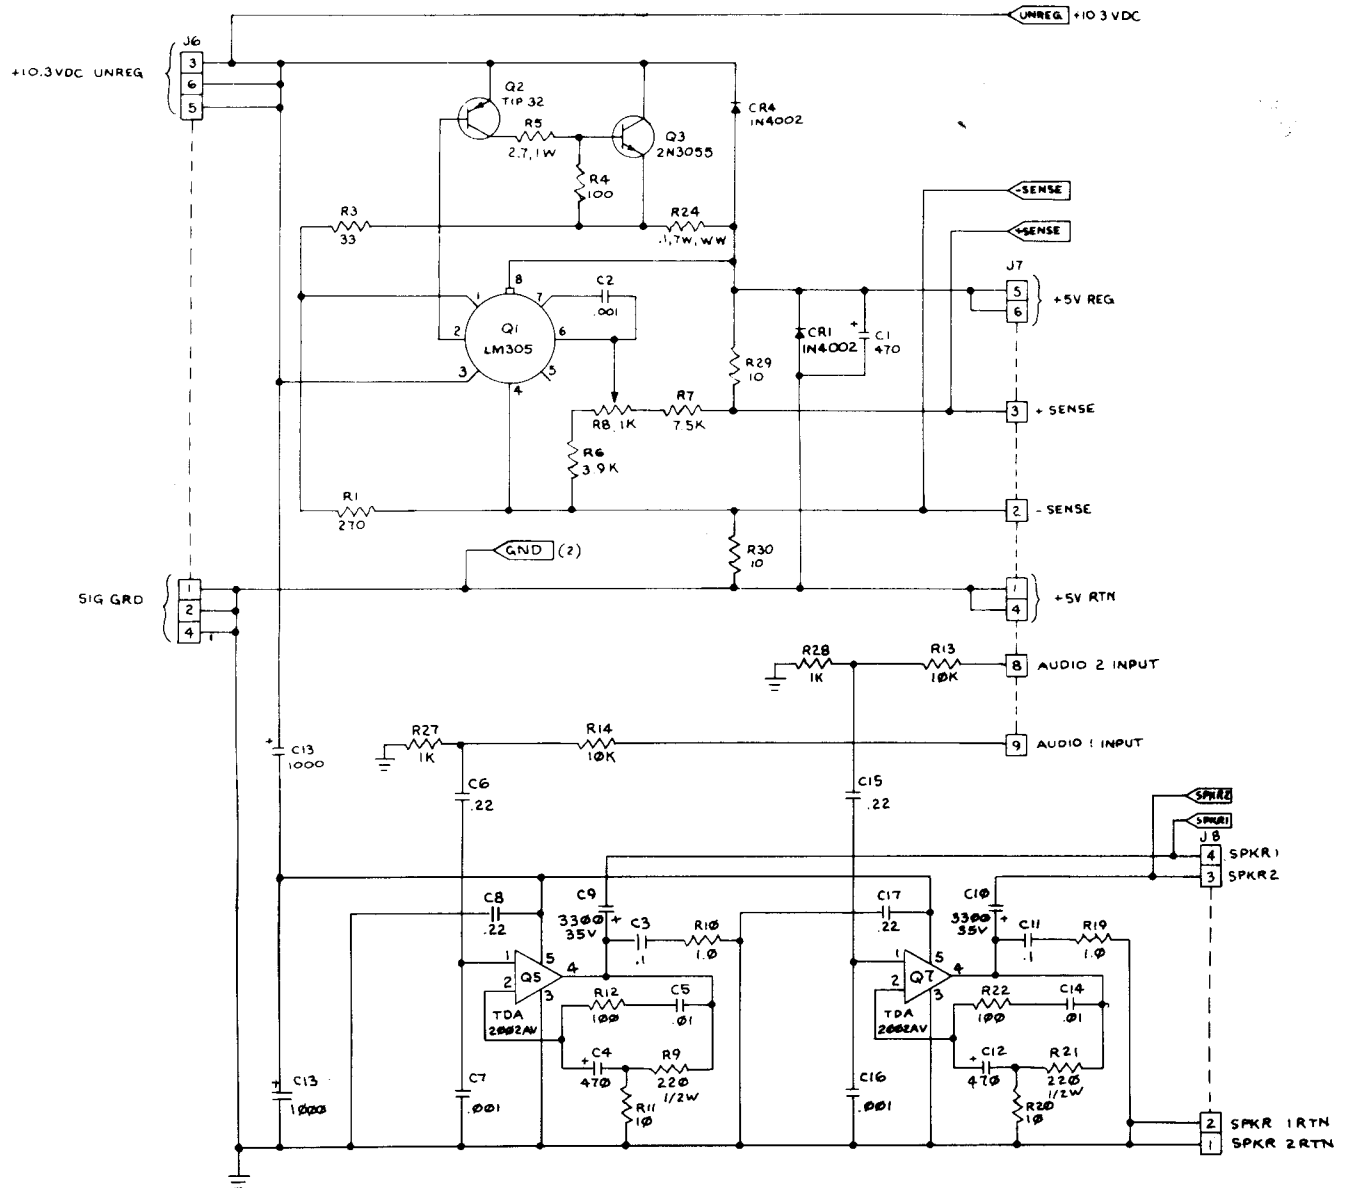 UNREG. +10.3 VDC
J6
+10.3VDC UNREG
3
6
5
Q2
TIP 32
R5
2.7, 1W
Q3
2N3055
CR4
1N4002
R4
100
-SENSE
R3
33
R24
.1, 7W, WW
+SENSE
J7
5
6
+5V REG
8
1
7
C2
.001
2
Q1
LM305
6
3
5
4
CR1
1N4002
+
C1
470
R29
10
R8, 1K
R7
7.5K
3
+ SENSE
R6
3.9K
R1
270
2
- SENSE
GND (2)
R30
10
SIG GRD
1
2
4
1
1
4
+5V RTN
R28
1K
R13
10K
8
AUDIO 2 INPUT
R27
1K
R14
10K
9
AUDIO 1 INPUT
+
C13
1000
C6
.22
C15
.22
SPKR2
SPKR1
J8
4
SPKR1
3
SPKR2
C8
.22
C9
3300
+
35V
C3
.1
R10
1.0
C17
.22
C10
3300
+
35V
C11
.1
R19
1.0
1
5
Q5
4
2
3
TDA
2002AV
R12
100
C5
.01
+
C4
470
R9
220
1/2W
R11
10
1
5
Q7
4
2
3
TDA
2002AV
R22
100
C14
.01
+
C12
470
R21
220
1/2W
R20
10
+
C13
1000
C7
.001
C16
.001
2
SPKR 1RTN
1
SPKR 2RTN